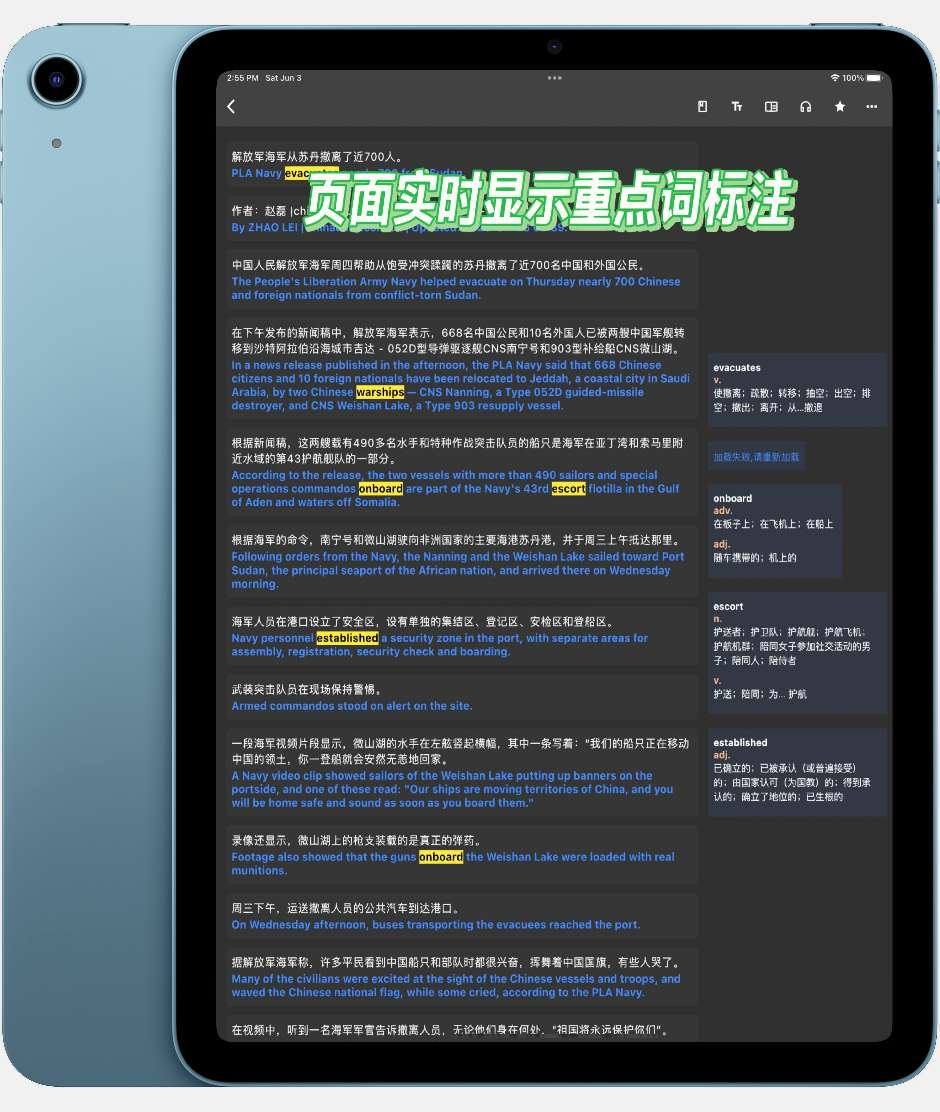 2:55 PM Sat Jun 3
100%
解放军海军从苏丹撤离了近700人。
PLA Navy
页面实时显示重点词标注
作者：赵磊 |
By ZHAO LEI |
中国人民解放军海军周四帮助从饱受冲突蹂躏的苏丹撤离了近700名中国和外国公民。
The People's Liberation Army Navy helped evacuate on Thursday nearly 700 Chinese
and foreign nationals from conflict-torn Sudan.
在下午发布的新闻稿中，解放军海军表示，668名中国公民和10名外国人已被两艘中国军舰转
移到沙特阿拉伯沿海城市吉达 - 052D型导弹驱逐舰CNS南宁号和903型补给船CNS微山湖。
In a news release published in the afternoon, the PLA Navy said that 668 Chinese
citizens and 10 foreign nationals have been relocated to Jeddah, a coastal city in Saudi
Arabia, by two Chinese warships — CNS Nanning, a Type 052D guided-missile
destroyer, and CNS Weishan Lake, a Type 903 resupply vessel.
根据新闻稿，这两艘载有490多名水手和特种作战突击队员的船只是海军在亚丁湾和索马里附
近水域的第43护航舰队的一部分。
According to the release, the two vessels with more than 490 sailors and special
operations commandos onboard are part of the Navy's 43rd escort flotilla in the Gulf
of Aden and waters off Somalia.
根据海军的命令，南宁号和微山湖驶向非洲国家的主要海港苏丹港，并于周三上午抵达那里。
Following orders from the Navy, the Nanning and the Weishan Lake sailed toward Port
Sudan, the principal seaport of the African nation, and arrived there on Wednesday
morning.
海军人员在港口设立了安全区，设有单独的集结区、登记区、安检区和登船区。
Navy personnel established a security zone in the port, with separate areas for
assembly, registration, security check and boarding.
武装突击队员在现场保持警惕。
Armed commandos stood on alert on the site.
一段海军视频片段显示，微山湖的水手在左舷竖起横幅，其中一条写着："我们的船只正在移动
中国的领土，你一登船就会安然无恙地回家。
A Navy video clip showed sailors of the Weishan Lake putting up banners on the
portside, and one of these read: "Our ships are moving territories of China, and you
will be home safe and sound as soon as you board them."
录像还显示，微山湖上的枪支装载的是真正的弹药。
Footage also showed that the guns onboard the Weishan Lake were loaded with real
munitions.
周三下午，运送撤离人员的公共汽车到达港口。
On Wednesday afternoon, buses transporting the evacuees reached the port.
据解放军海军称，许多平民看到中国船只和部队时都很兴奋，挥舞着中国国旗，有些人哭了。
Many of the civilians were excited at the sight of the Chinese vessels and troops, and
waved the Chinese national flag, while some cried, according to the PLA Navy.
在视频中，听到一名海军军官告诉撤离人员，无论他们身在何处，"祖国将永远保护你们"。
evacuates
v.
使撤离；疏散；转移；抽空；出空；排
空；撤出；离开；从...撤退
加载失败,请重新加载
onboard
adv.
在板子上；在飞机上；在船上
adj.
随车携带的；机上的
escort
n.
护送者；护卫队；护航舰；护航飞机；
护航机群；陪同女子参加社交活动的男
子；陪同人；陪侍者
v.
护送；陪同；为... 护航
established
adj.
已确立的；已被承认（或普遍接受）
的；由国家认可（为国教）的；得到承
认的；确立了地位的；已生根的